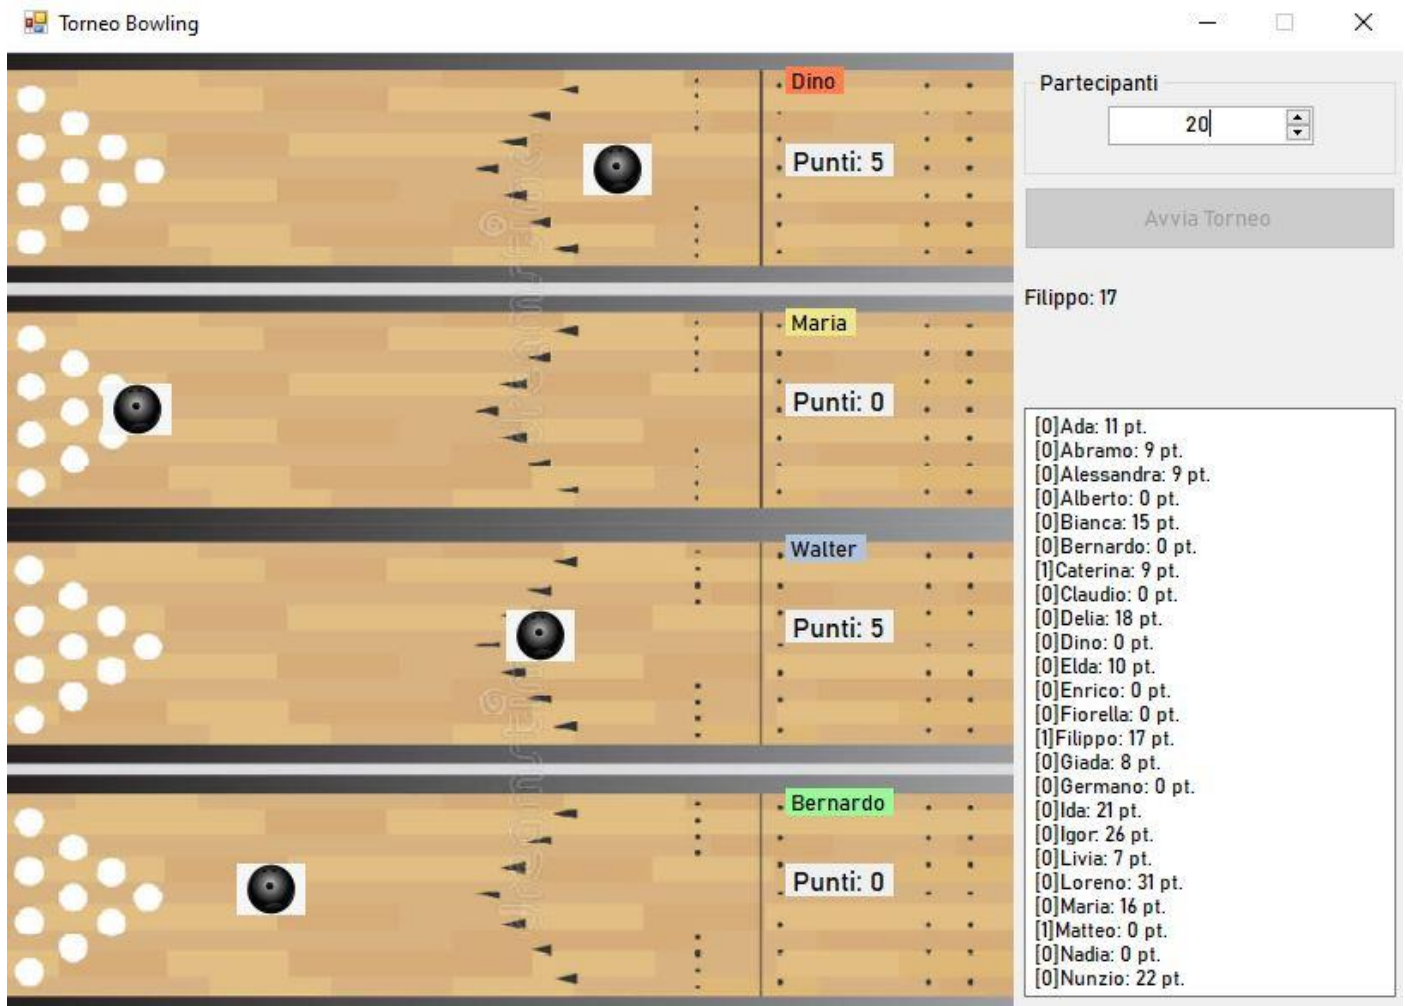 Torneo Bowling
Dino
Punti: 5
Maria
Punti: 0
Walter
Punti: 5
Bernardo
Punti: 0
Partecipanti
20
Avvia Torneo
Filippo: 17
[0]Ada: 11 pt.
[0]Abramo: 9 pt.
[0]Alessandra: 9 pt.
[0]Alberto: 0 pt.
[0]Bianca: 15 pt.
[0]Bernardo: 0 pt.
[1]Caterina: 9 pt.
[0]Claudio: 0 pt.
[0]Delia: 18 pt.
[0]Dino: 0 pt.
[0]Elda: 10 pt.
[0]Enrico: 0 pt.
[0]Fiorella: 0 pt.
[1]Filippo: 17 pt.
[0]Giada: 8 pt.
[0]Germano: 0 pt.
[0]Ida: 21 pt.
[0]Igor: 26 pt.
[0]Livia: 7 pt.
[0]Loreno: 31 pt.
[0]Maria: 16 pt.
[1]Matteo: 0 pt.
[0]Nadia: 0 pt.
[0]Nunzio: 22 pt.